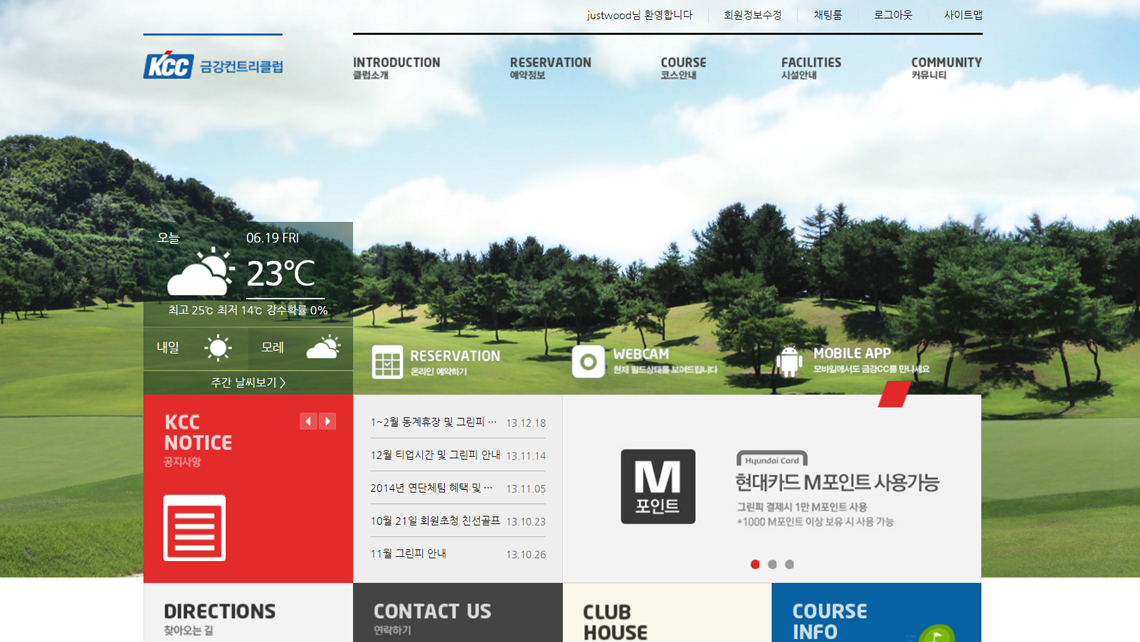 justwood님 환영합니다 회원정보수정 채팅룸 로그아웃 사이트맵
KCC 금강컨트리클럽
INTRODUCTION
클럽소개
RESERVATION
예약정보
COURSE
코스안내
FACILITIES
시설안내
COMMUNITY
커뮤니티
오늘 06.19 FRI
23℃
최고 25℃ 최저 14℃ 강수확률 0%
내일 모레
주간 날씨보기 >
RESERVATION
온라인 예약하기
WEBCAM
현재 필드상태를 보여드립니다
MOBILE APP
모바일에서도 금강CC를 만나세요
KCC
NOTICE
공지사항
1~2월 동계휴장 및 그린피 ··· 13.12.18
12월 티업시간 및 그린피 안내 13.11.14
2014년 연단체팀 혜택 및 ··· 13.11.05
10월 21일 회원초청 친선골프 13.10.23
11월 그린피 안내 13.10.26
M
포인트
Hyundai Card
현대카드 M포인트 사용가능
그린피 결제시 1만 M포인트 사용
*1000 M포인트 이상 보유 시 사용 가능
DIRECTIONS
찾아오는 길
CONTACT US
연락하기
CLUB
HOUSE
COURSE
INFO